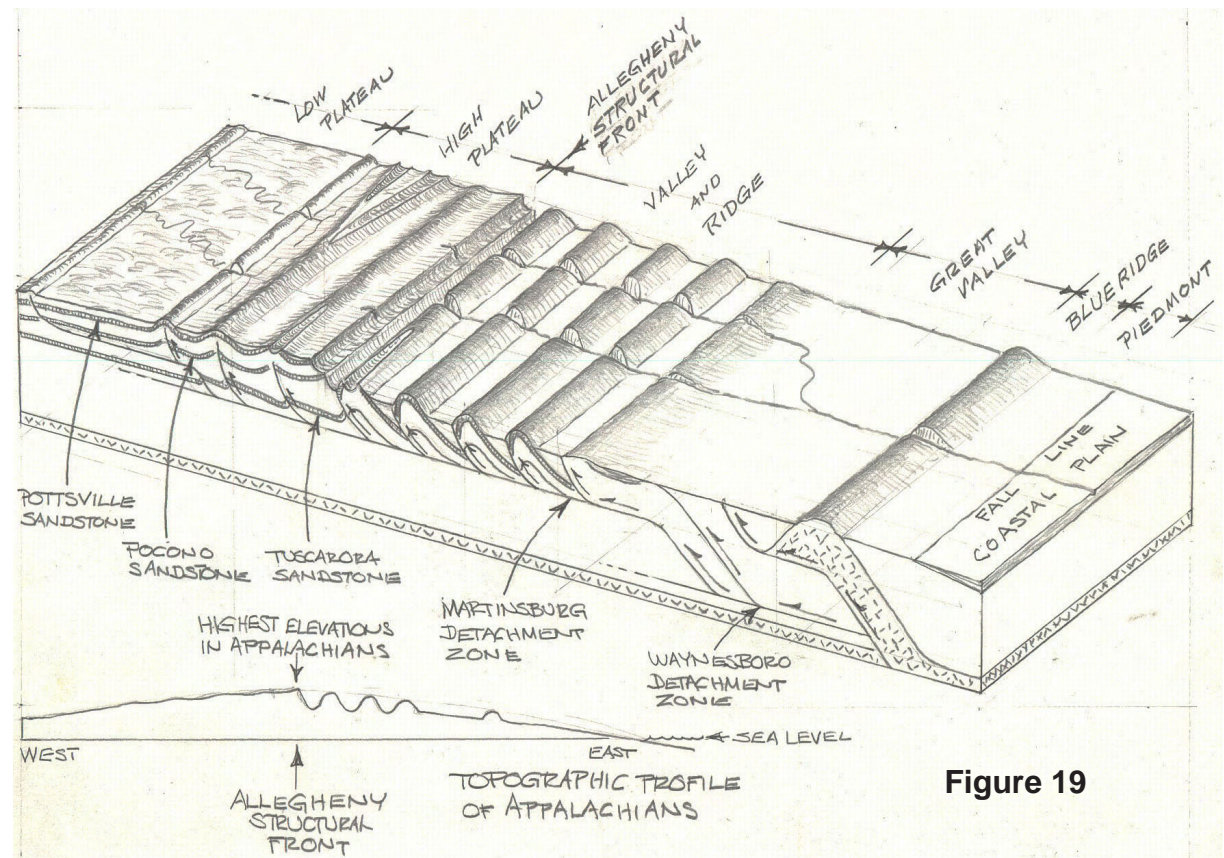 LOW
PLATEAU
HIGH
PLATEAU
ALLEGHENY
STRUCTURAL
FRONT
VALLEY
AND
RIDGE
GREAT
VALLEY
BLUE RIDGE
PIEDMONT
FALL LINE
COASTAL PLAIN
POTTSVILLE
SANDSTONE
POCONO
SANDSTONE
TUSCARORA
SANDSTONE
MARTINSBURG
DETACHMENT
ZONE
WAYNESBORO
DETACHMENT
ZONE
HIGHEST ELEVATIONS
IN APPALACHIANS
WEST
EAST
SEA LEVEL
ALLEGHENY
STRUCTURAL
FRONT
TOPOGRAPHIC PROFILE
OF APPALACHIANS
Figure 19